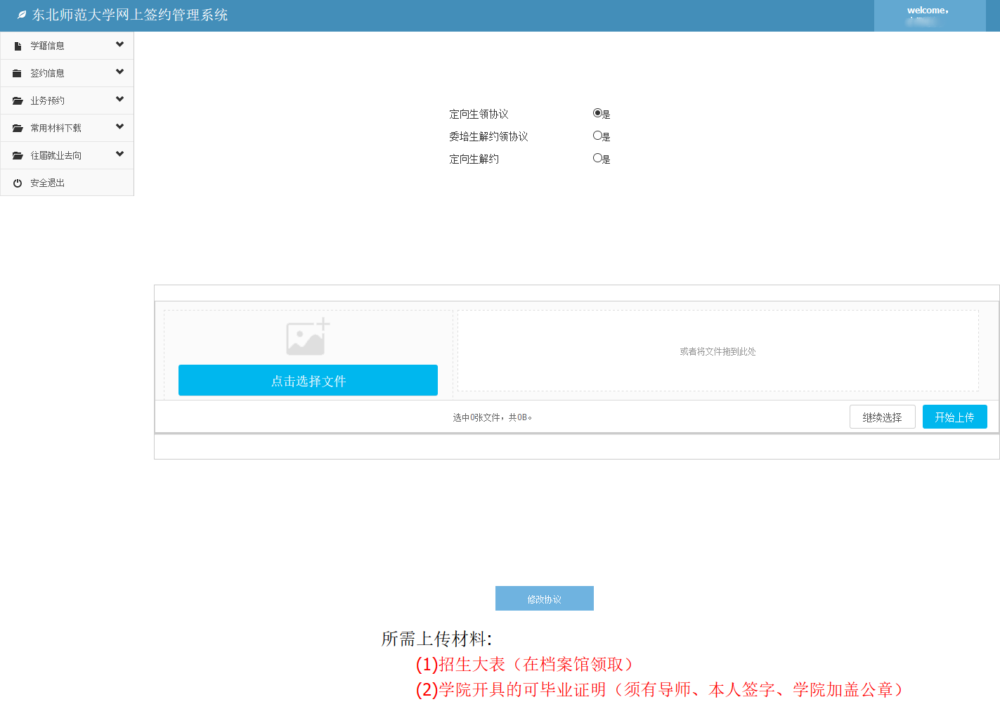 东北师范大学网上签约管理系统
welcome,
学籍信息
签约信息
业务预约
常用材料下载
往届就业去向
安全退出
定向生领协议 是
委培生解约领协议 是
定向生解约 是
点击选择文件
或者将文件拖到此处
选中0张文件，共0B。
继续选择
开始上传
修改协议
所需上传材料:
(1)招生大表（在档案馆领取）
(2)学院开具的可毕业证明（须有导师、本人签字、学院加盖公章）